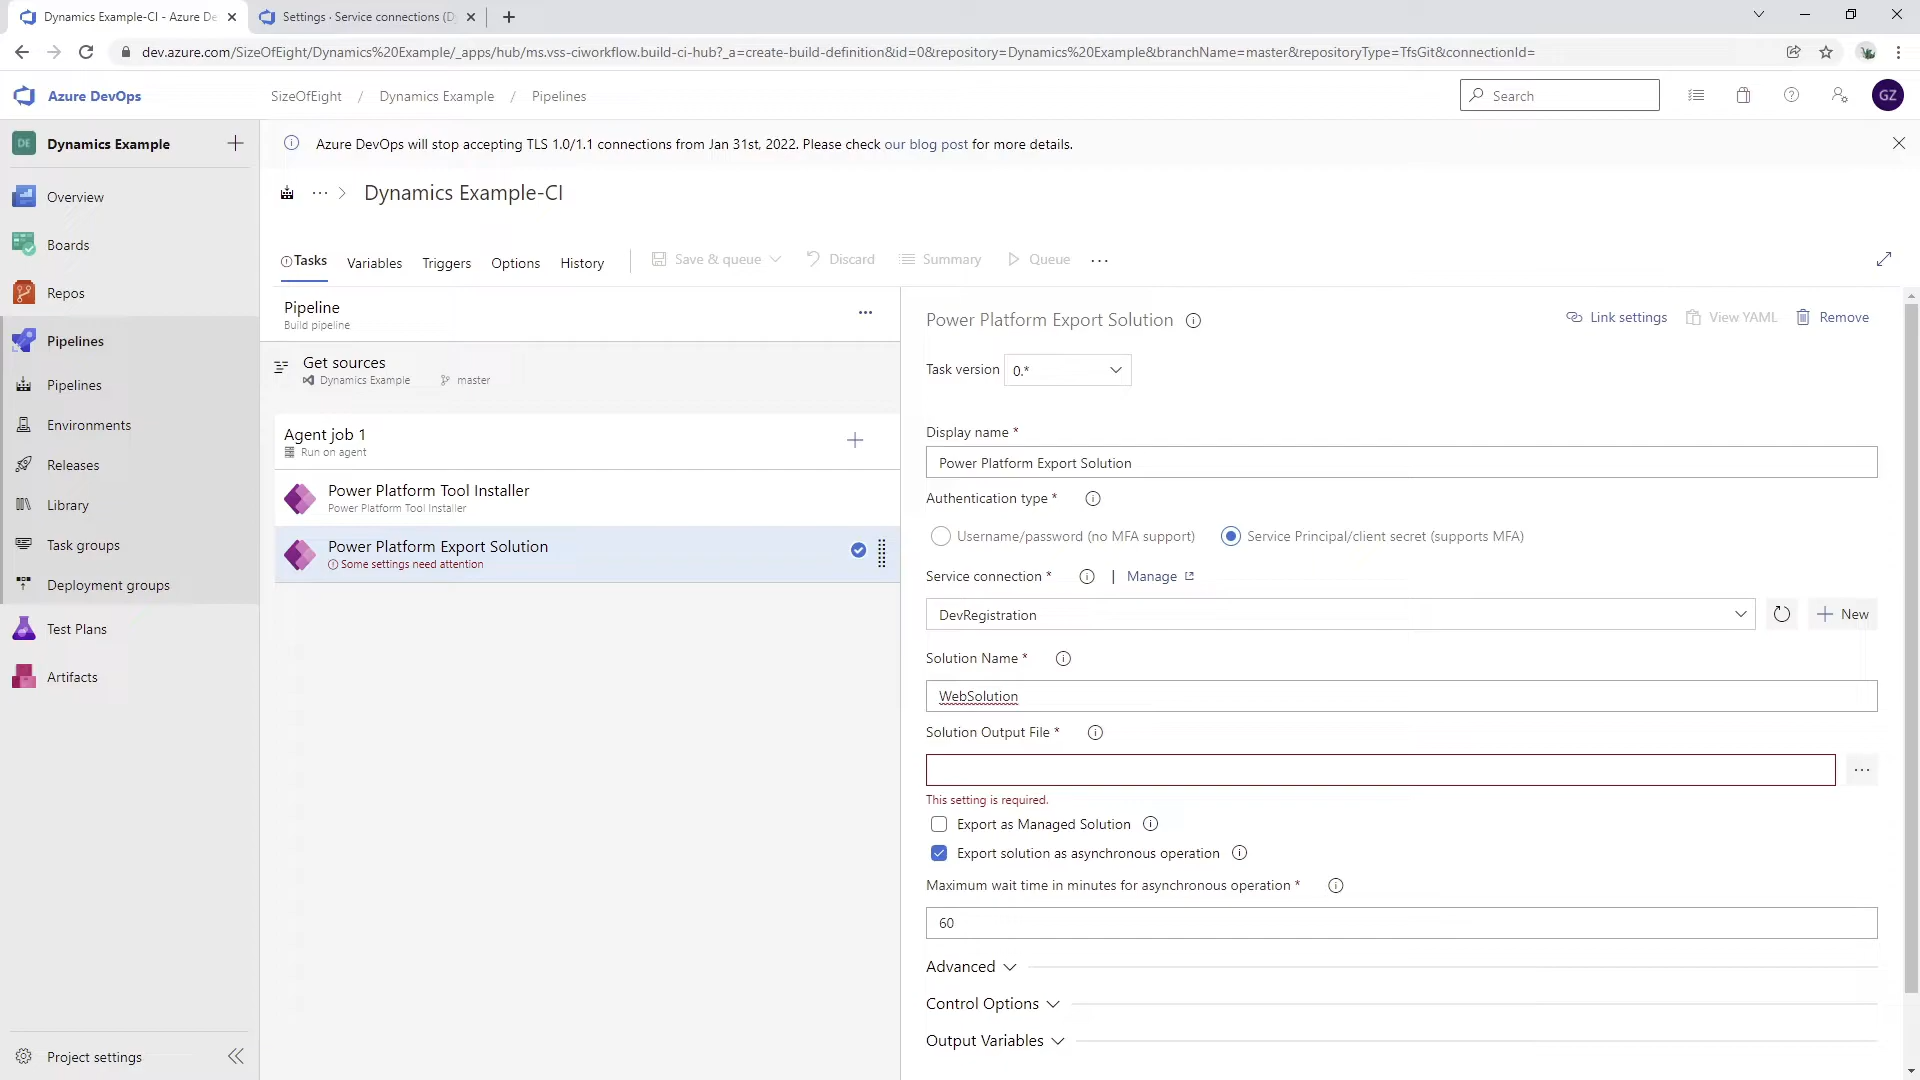 Dynamics Example-CI - Azure De
Settings · Service connections (D
dev.azure.com/SizeOfEight/Dynamics%20Example/_apps/hub/ms.vss-ciworkflow.build-ci-hub?_a=create-build-definition&id=0&repository=Dynamics%20Example&branchName=master&repositoryType=TfsGit&connectionId=
Azure DevOps
SizeOfEight / Dynamics Example / Pipelines
Search
GZ
DE Dynamics Example
Azure DevOps will stop accepting TLS 1.0/1.1 connections from Jan 31st, 2022. Please check our blog post for more details.
Overview
Boards
Repos
Pipelines
Pipelines
Environments
Releases
Library
Task groups
Deployment groups
Test Plans
Artifacts
Project settings
··· > Dynamics Example-CI
Tasks Variables Triggers Options History
Save & queue Discard Summary Queue ···
Pipeline
Build pipeline
Get sources
Dynamics Example master
Agent job 1
Run on agent
Power Platform Tool Installer
Power Platform Tool Installer
Power Platform Export Solution
Some settings need attention
Power Platform Export Solution
Link settings View YAML Remove
Task version 0.*
Display name *
Power Platform Export Solution
Authentication type *
Username/password (no MFA support) Service Principal/client secret (supports MFA)
Service connection * | Manage
DevRegistration
New
Solution Name *
WebSolution
Solution Output File *
This setting is required.
Export as Managed Solution
Export solution as asynchronous operation
Maximum wait time in minutes for asynchronous operation *
60
Advanced
Control Options
Output Variables